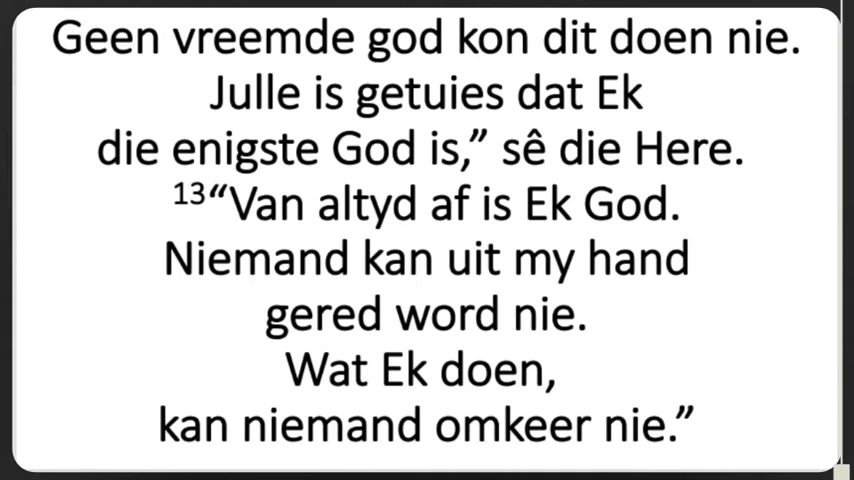 Geen vreemde god kon dit doen nie.
Julle is getuies dat Ek
die enigste God is,” sê die Here.
¹³“Van altyd af is Ek God.
Niemand kan uit my hand
gered word nie.
Wat Ek doen,
kan niemand omkeer nie.”